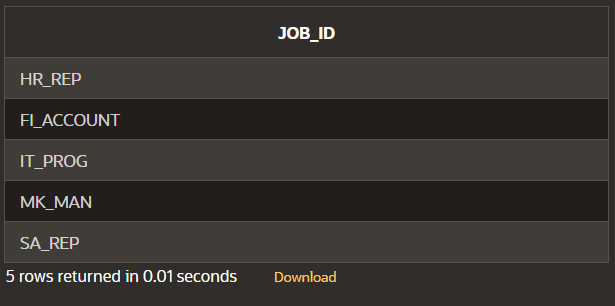 JOB_ID
HR_REP
FI_ACCOUNT
IT_PROG
MK_MAN
SA_REP
5 rows returned in 0.01 seconds Download